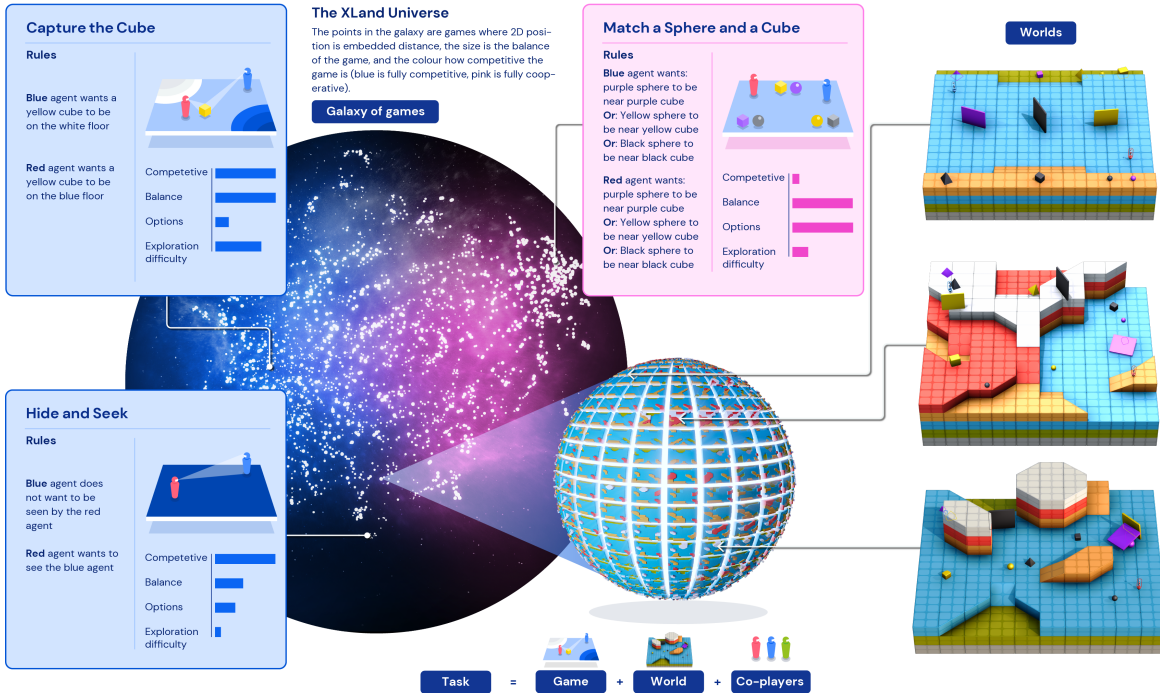 Capture the Cube
Rules
Blue agent wants a
yellow cube to be
on the white floor
Red agent wants a
yellow cube to be
on the blue floor
Competetive
Balance
Options
Exploration
difficulty
The XLand Universe
The points in the galaxy are games where 2D posi-
tion is embedded distance, the size is the balance
of the game, and the colour how competitive the
game is (blue is fully competitive, pink is fully coop-
erative).
Galaxy of games
Match a Sphere and a Cube
Rules
Blue agent wants:
purple sphere to be
near purple cube
Or: Yellow sphere to
be near yellow cube
Or: Black sphere to
be near black cube
Red agent wants:
purple sphere to be
near purple cube
Or: Yellow sphere to
be near yellow cube
Or: Black sphere to
be near black cube
Competetive
Balance
Options
Exploration
difficulty
Worlds
Hide and Seek
Rules
Blue agent does
not want to be
seen by the red
agent
Red agent wants to
see the blue agent
Competetive
Balance
Options
Exploration
difficulty
Task = Game + World + Co-players